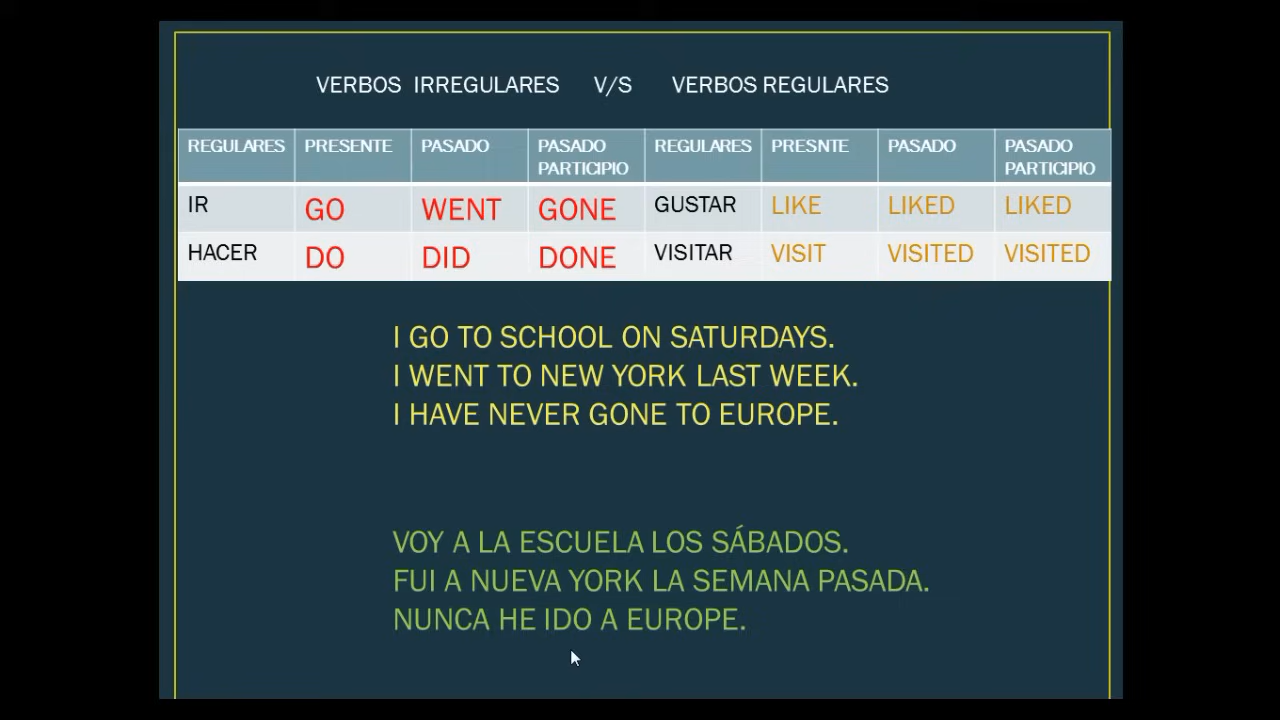 VERBOS IRREGULARES V/S VERBOS REGULARES
REGULARES PRESENTE PASADO PASADO PARTICIPIO REGULARES PRESNTE PASADO PASADO PARTICIPIO
IR GO WENT GONE GUSTAR LIKE LIKED LIKED
HACER DO DID DONE VISITAR VISIT VISITED VISITED
I GO TO SCHOOL ON SATURDAYS.
I WENT TO NEW YORK LAST WEEK.
I HAVE NEVER GONE TO EUROPE.
VOY A LA ESCUELA LOS SÁBADOS.
FUI A NUEVA YORK LA SEMANA PASADA.
NUNCA HE IDO A EUROPE.